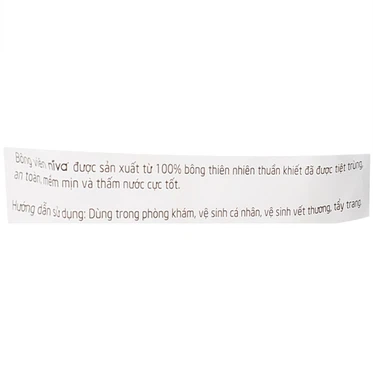 Bông viên niva được sản xuất từ 100% bông thiên nhiên thuần khiết đã được tiệt trùng,
an toàn, mềm mịn và thấm nước cực tốt.
Hướng dẫn sử dụng: Dùng trong phòng khám, vệ sinh cá nhân, vệ sinh vết thương, tẩy trang.